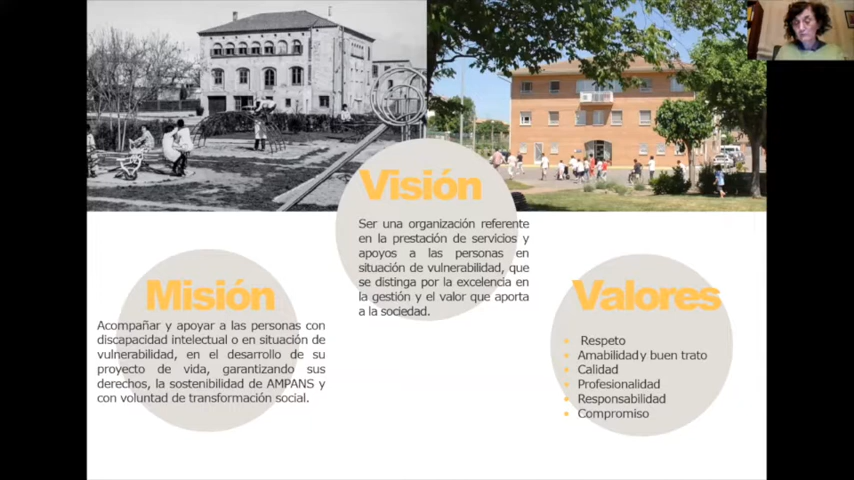 Visión
Ser una organización referente
en la prestación de servicios y
apoyos a las personas en
situación de vulnerabilidad, que
se distinga por la excelencia en
la gestión y el valor que aporta
a la sociedad.
Misión
Acompañar y apoyar a las personas con
discapacidad intelectual o en situación de
vulnerabilidad, en el desarrollo de su
proyecto de vida, garantizando sus
derechos, la sostenibilidad de AMPANS y
con voluntad de transformación social.
Valores
Respeto
Amabilidad y buen trato
Calidad
Profesionalidad
Responsabilidad
Compromiso